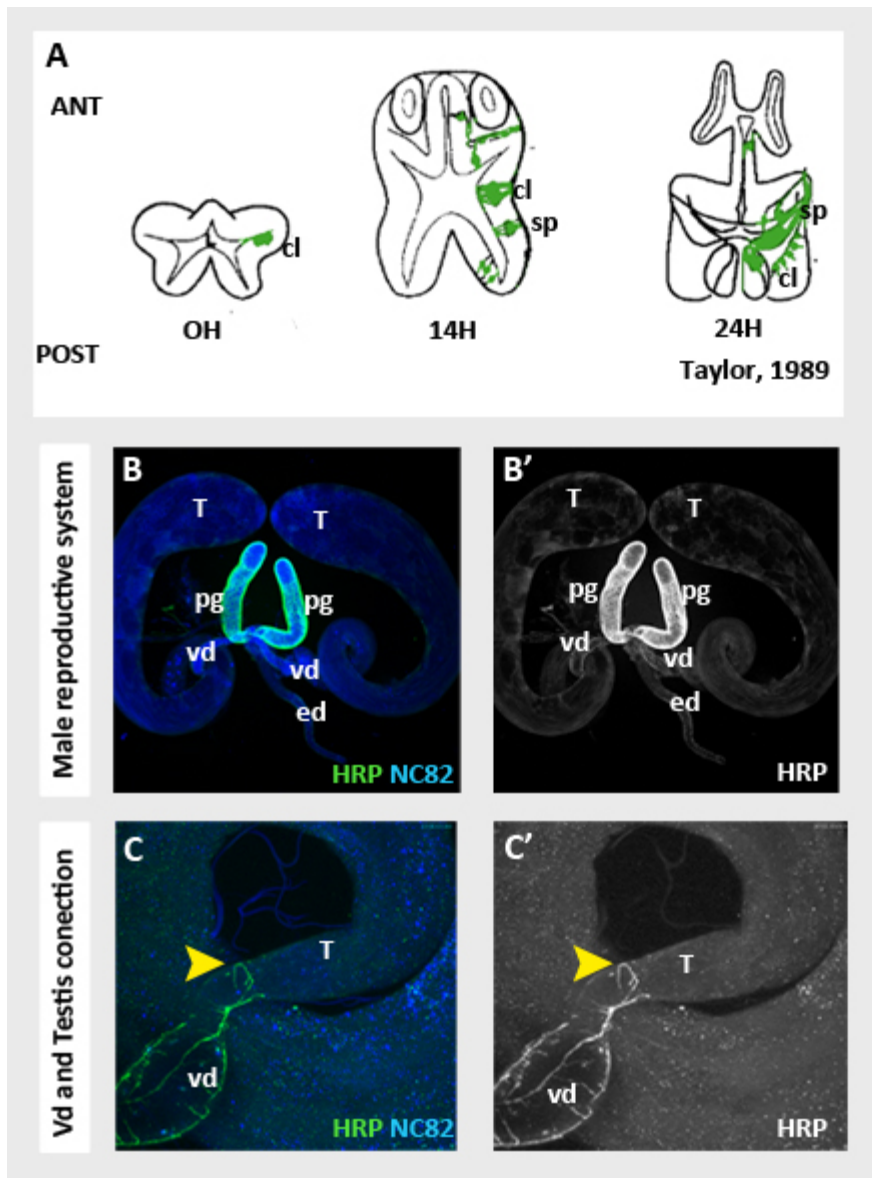 A
ANT
cl
cl
sp
sp
cl
OH
14H
24H
POST
Taylor, 1989
Male reproductive system
B
T
T
pg
pg
vd
vd
ed
HRP NC82
B’
T
T
pg
pg
vd
vd
ed
HRP
Vd and Testis conection
C
T
vd
HRP NC82
C’
T
vd
HRP